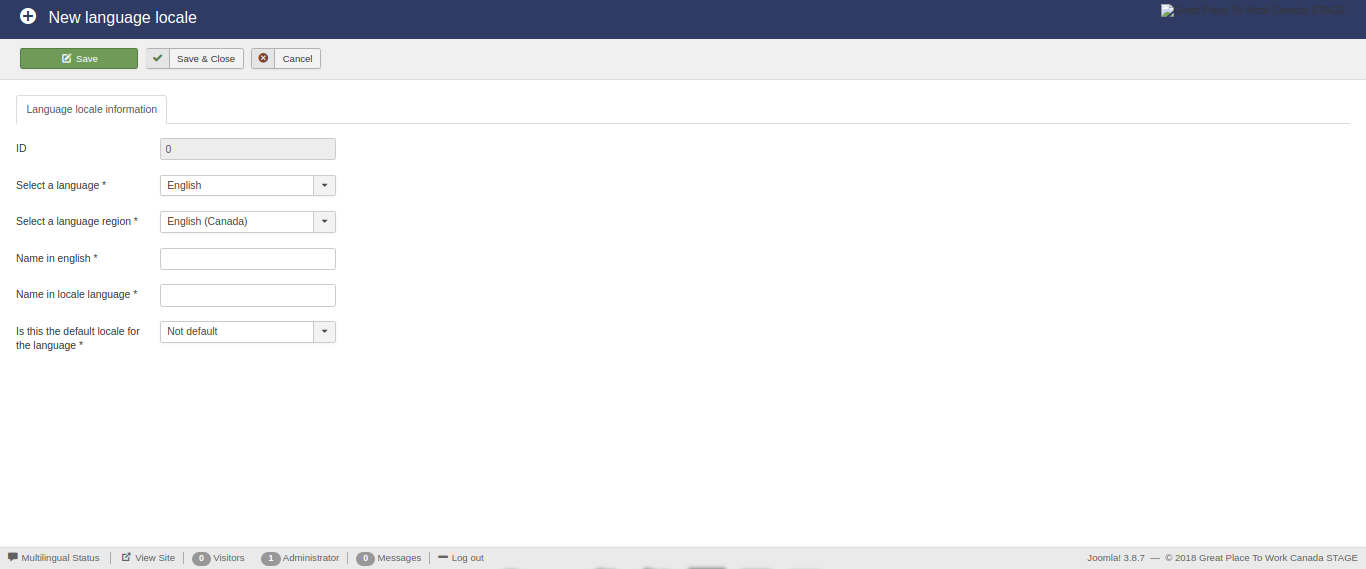 New language locale
Great Place To Work Canada STAGE
Save
Save & Close
Cancel
Language locale information
ID
0
Select a language *
English
Select a language region *
English (Canada)
Name in english *
Name in locale language *
Is this the default locale for
the language *
Not default
Multilingual Status
View Site
0 Visitors
1 Administrator
0 Messages
Log out
Joomla! 3.8.7 — © 2018 Great Place To Work Canada STAGE